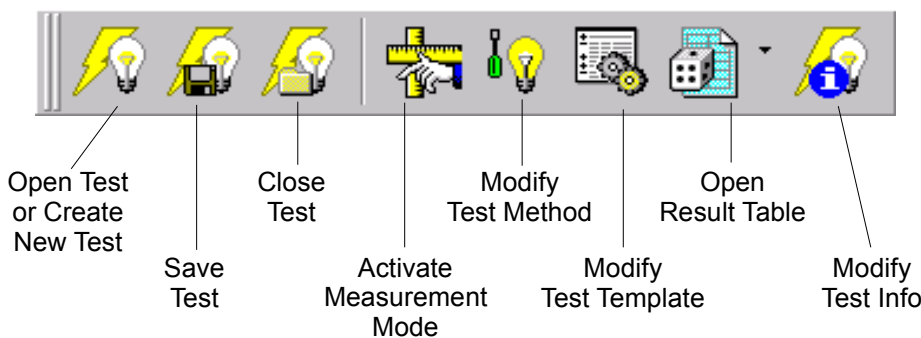 Open Test
or Create
New Test
Save
Test
Close
Test
Activate
Measurement
Mode
Modify
Test Method
Modify
Test Template
Open
Result Table
Modify
Test Info